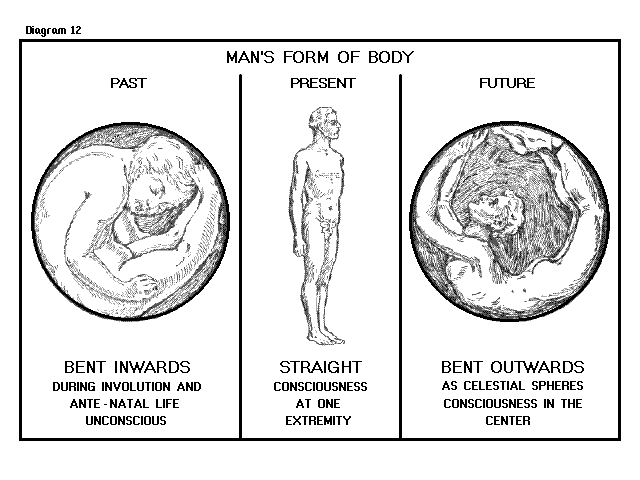 Diagram 12
MAN'S FORM OF BODY
PAST
BENT INWARDS
DURING INVOLUTION AND
ANTE-NATAL LIFE
UNCONSCIOUS
PRESENT
STRAIGHT
CONSCIOUSNESS
AT ONE
EXTREMITY
FUTURE
BENT OUTWARDS
AS CELESTIAL SPHERES
CONSCIOUSNESS IN THE
CENTER